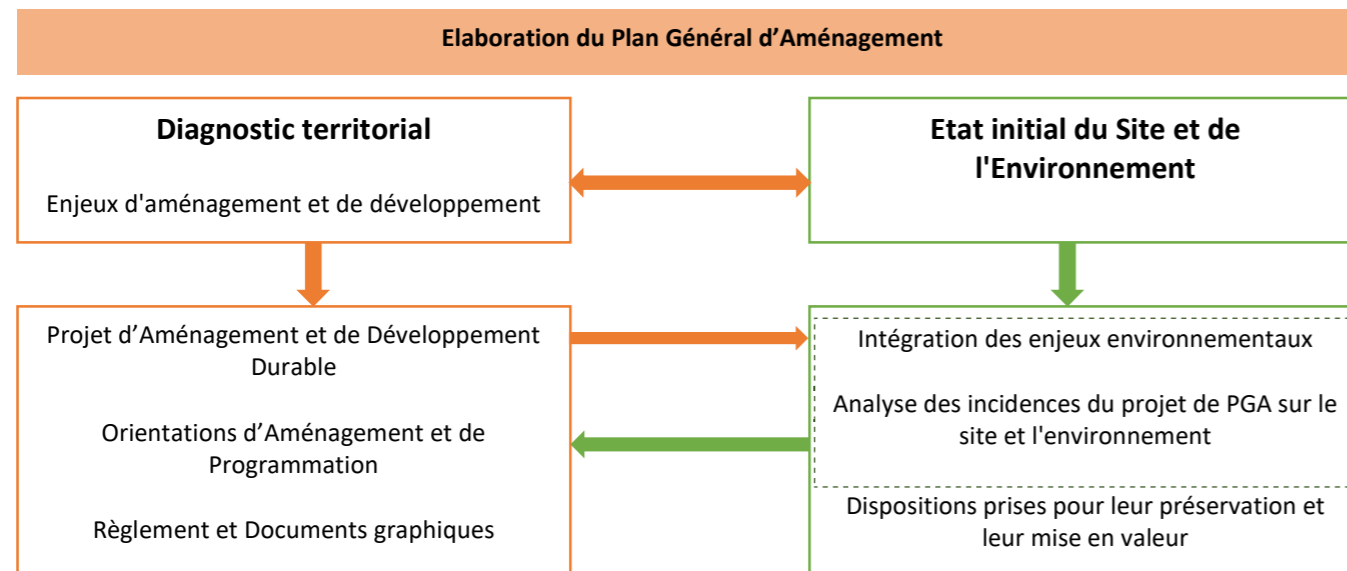 Elaboration du Plan Général d’Aménagement
Diagnostic territorial
Enjeux d'aménagement et de développement
Etat initial du Site et de
l'Environnement
Projet d’Aménagement et de Développement
Durable
Orientations d’Aménagement et de
Programmation
Règlement et Documents graphiques
Intégration des enjeux environnementaux
Analyse des incidences du projet de PGA sur le
site et l'environnement
Dispositions prises pour leur préservation et
leur mise en valeur